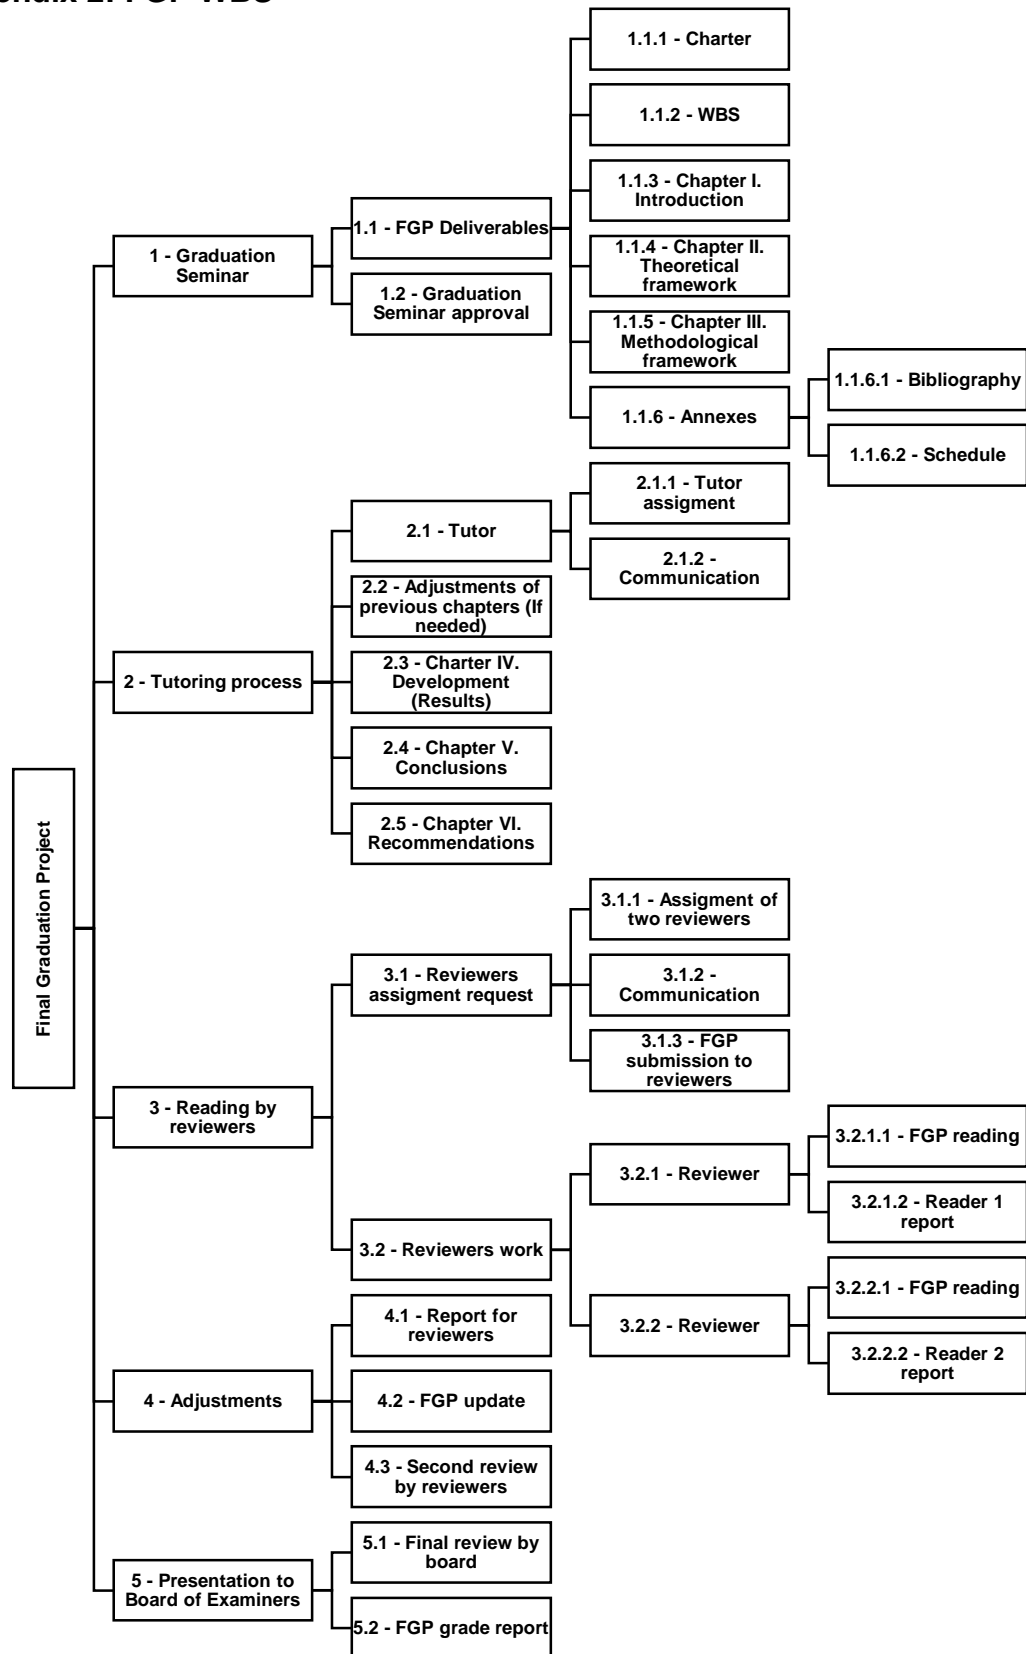 FGP WBS
Final Graduation Project
1 - Graduation
Seminar
1.1 - FGP Deliverables
1.1.1 - Charter
1.1.2 - WBS
1.1.3 - Chapter I.
Introduction
1.1.4 - Chapter II.
Theoretical
framework
1.1.5 - Chapter III.
Methodological
framework
1.1.6 - Annexes
1.1.6.1 - Bibliography
1.1.6.2 - Schedule
1.2 - Graduation
Seminar approval
2 - Tutoring process
2.1 - Tutor
2.1.1 - Tutor
assigment
2.1.2 -
Communication
2.2 - Adjustments of
previous chapters (If
needed)
2.3 - Charter IV.
Development
(Results)
2.4 - Chapter V.
Conclusions
2.5 - Chapter VI.
Recommendations
3 - Reading by
reviewers
3.1 - Reviewers
assigment request
3.1.1 - Assigment of
two reviewers
3.1.2 -
Communication
3.1.3 - FGP
submission to
reviewers
3.2 - Reviewers work
3.2.1 - Reviewer
3.2.1.1 - FGP reading
3.2.1.2 - Reader 1
report
3.2.2 - Reviewer
3.2.2.1 - FGP reading
3.2.2.2 - Reader 2
report
4 - Adjustments
4.1 - Report for
reviewers
4.2 - FGP update
4.3 - Second review
by reviewers
5 - Presentation to
Board of Examiners
5.1 - Final review by
board
5.2 - FGP grade report